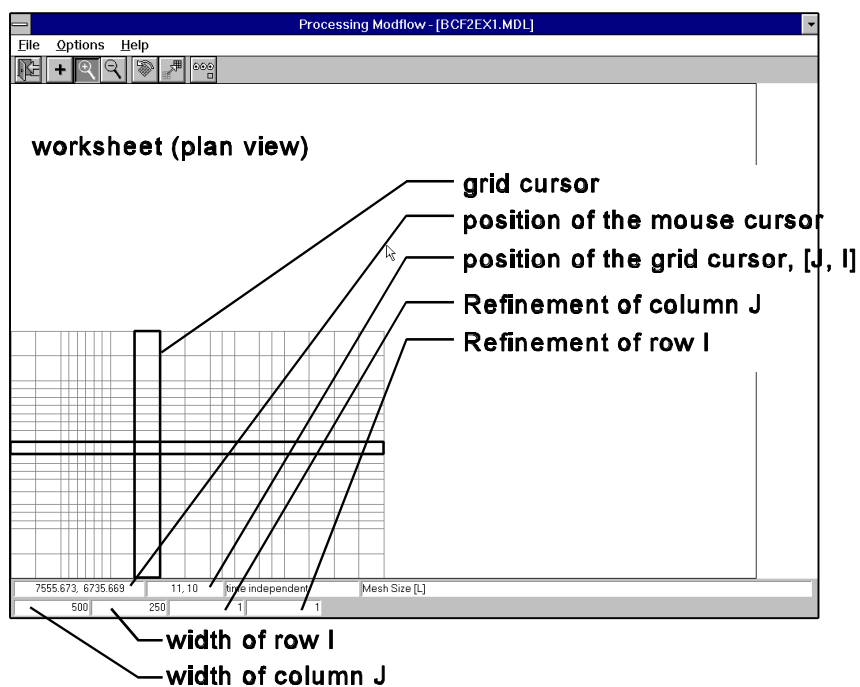 Processing Modflow - [BCF2EX1.MDL]
File Options Help
worksheet (plan view)
grid cursor
position of the mouse cursor
position of the grid cursor, [J, I]
Refinement of column J
Refinement of row I
7555.673, 6735.669 11, 10 time independent Mesh Size [L]
500 250 1 1
width of row I
width of column J